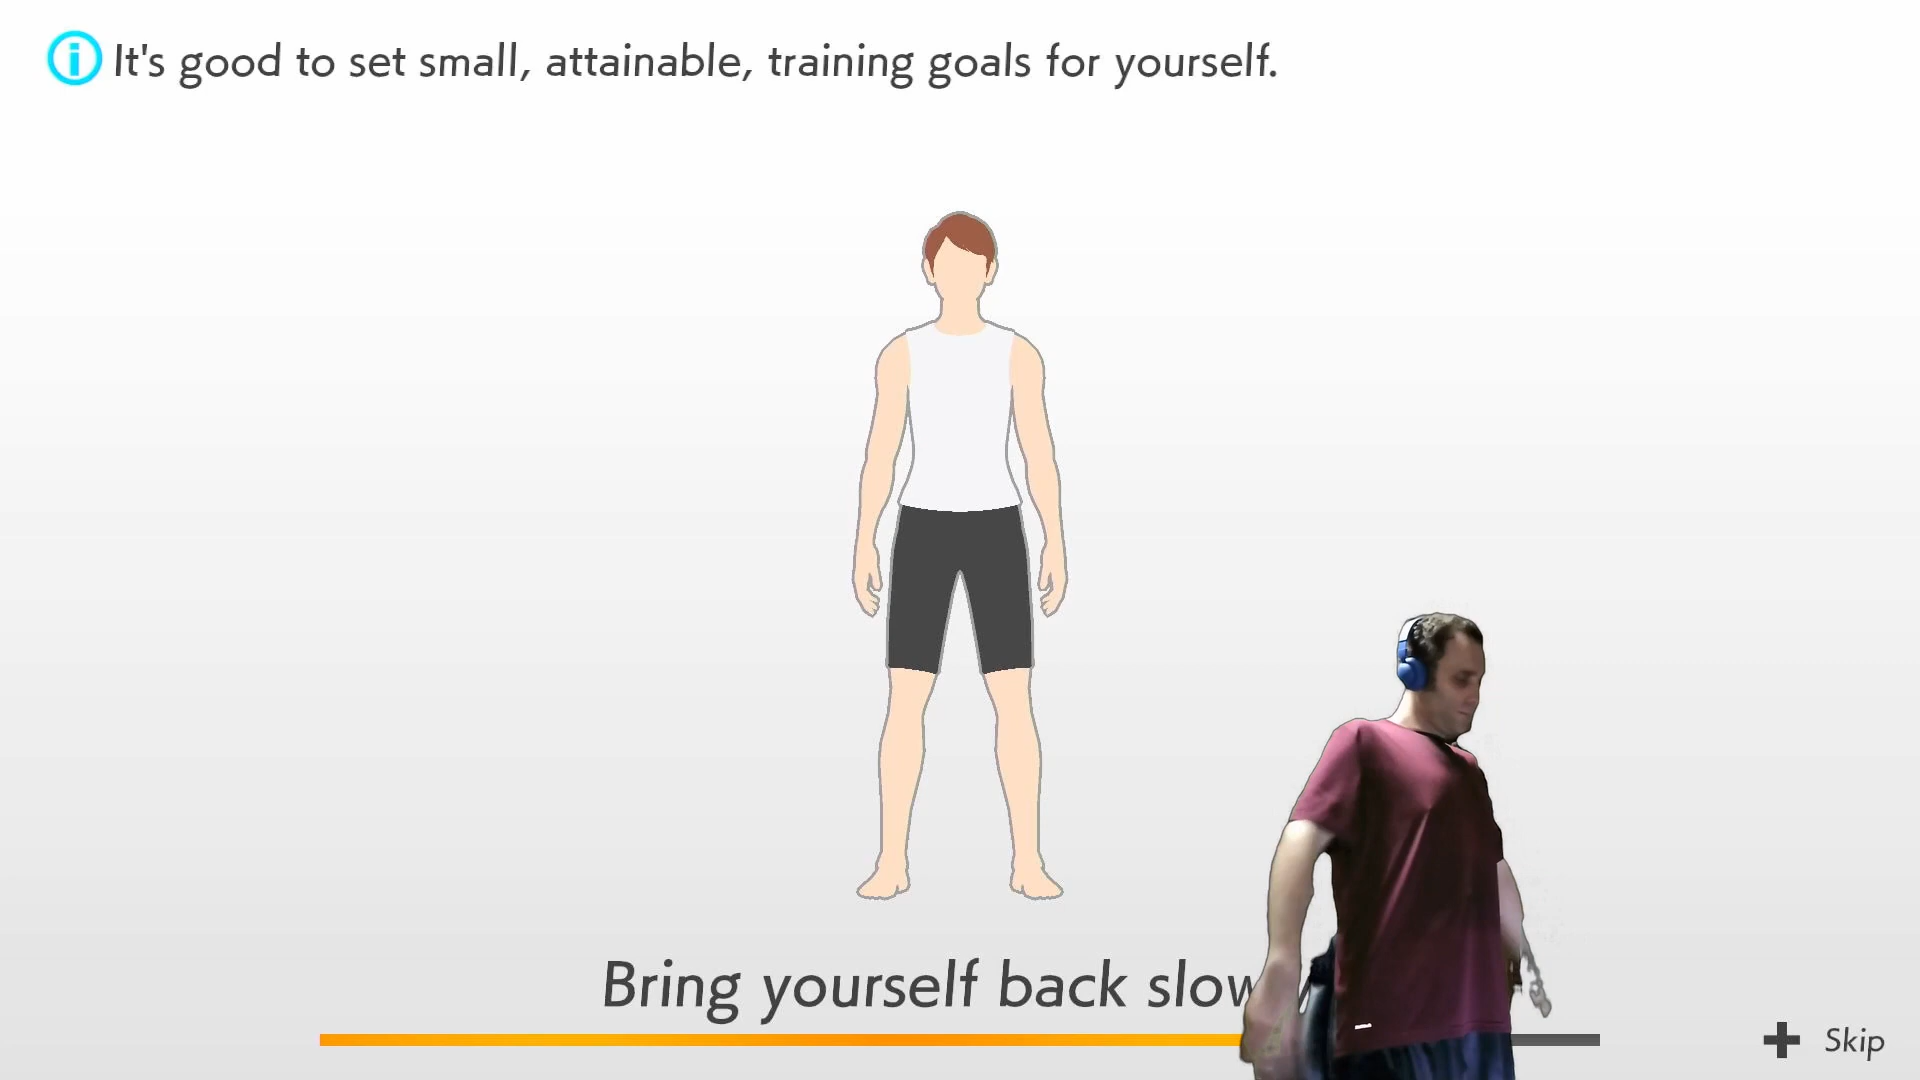 It's good to set small, attainable, training goals for yourself.
Bring yourself back slow
Skip